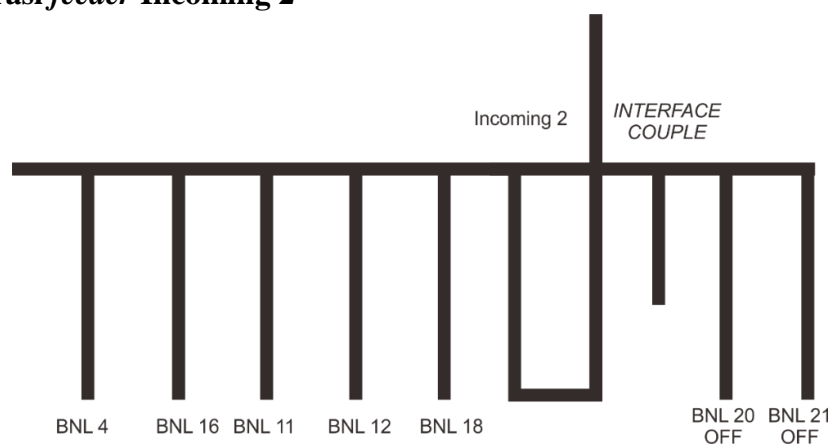 Incoming 2
Incoming 2
INTERFACE
COUPLE
BNL 4
BNL 16
BNL 11
BNL 12
BNL 18
BNL 20
OFF
BNL 21
OFF